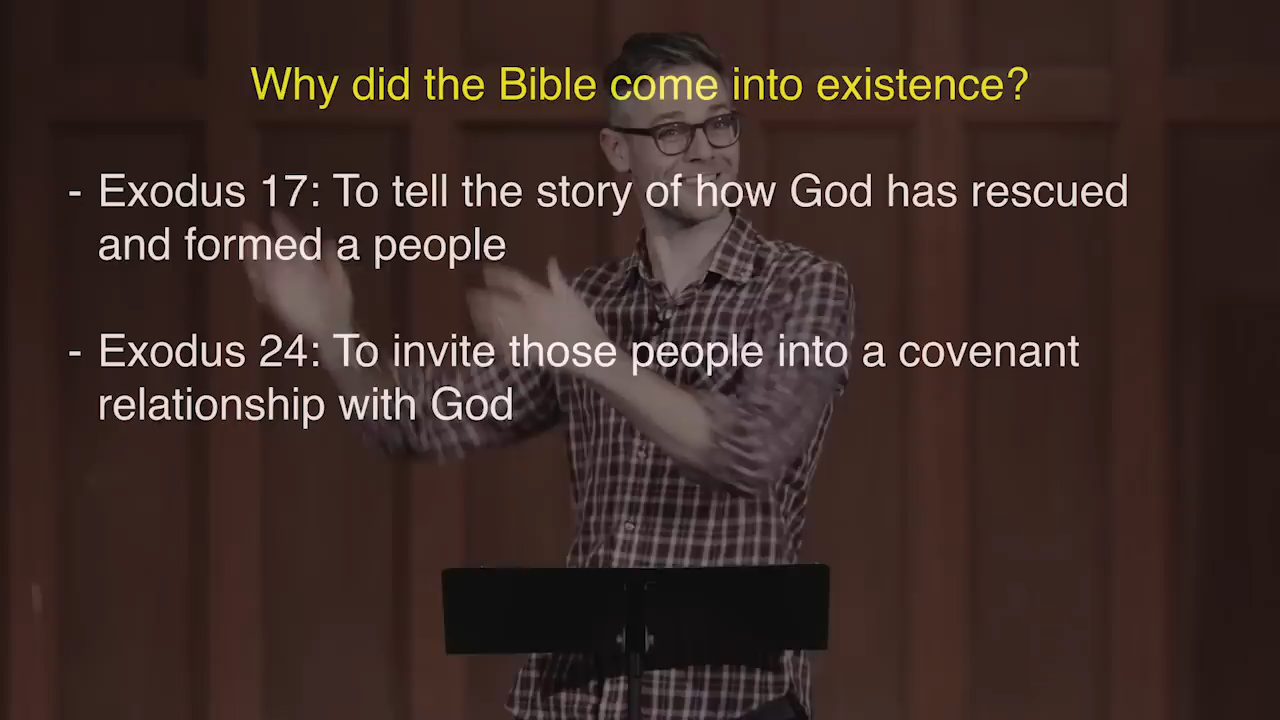 Why did the Bible come into existence?
- Exodus 17: To tell the story of how God has rescued
and formed a people
- Exodus 24: To invite those people into a covenant
relationship with God